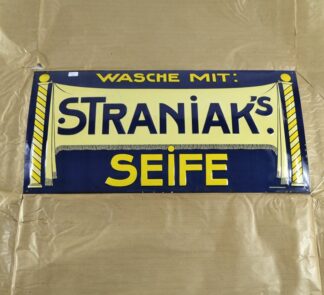 WASCHE MIT:
STRANIAK'S.
SEIFE